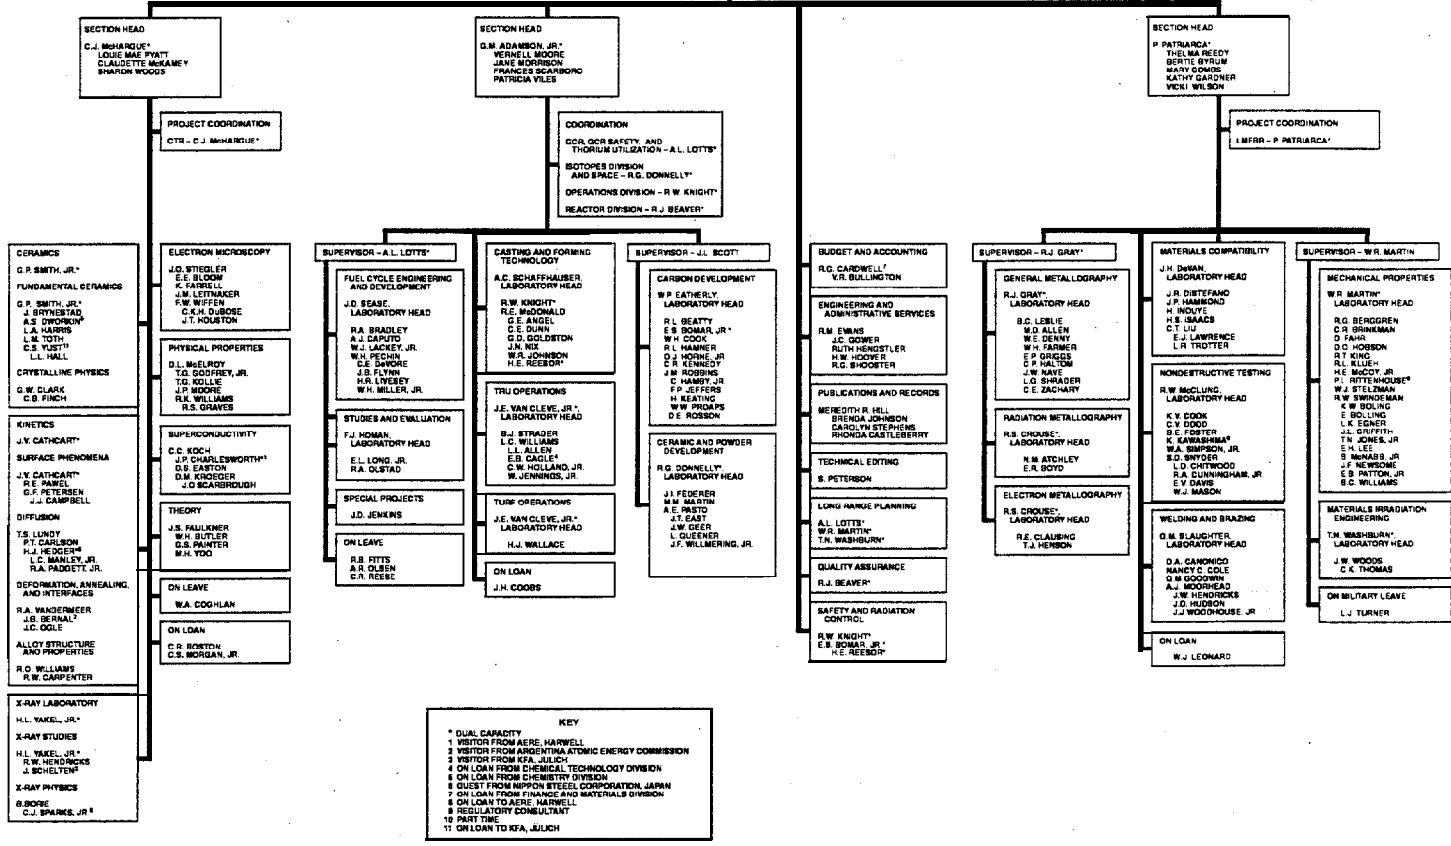 SECTION HEAD
C.J. McHARGUE*
LOUIE MAE PYATT
CLAUDETTE McKAMEY
SHARON WOODS
PROJECT COORDINATION
CTR – C.J. McHARGUE*
CERAMICS
G.P. SMITH, JR.*
FUNDAMENTAL CERAMICS
G.P. SMITH, JR.*
J. BRYNESTAD
A.S. DWORKIN
L.A. HARRIS
L.M. TOTH
C.S. YUST
L.L. HALL
CRYSTALLINE PHYSICS
G.W. CLARK
C.B. FINCH
KINETICS
J.V. CATHCART*
SURFACE PHENOMENA
J.V. CATHCART*
R.E. PAWEL
G.F. PETERSEN
J.J. CAMPBELL
DIFFUSION
T.S. LUNDY
P.T. CARLSON
H.J. HEDGER
L.C. MANLEY, JR.
R.A. PADGETT, JR.
DEFORMATION, ANNEALING,
AND INTERFACES
R.A. VANDERMEER
J.B. BERNAL²
J.C. OGLE
ALLOY STRUCTURE
AND PROPERTIES
R.O. WILLIAMS
R.W. CARPENTER
X-RAY LABORATORY
H.L. YAKEL, JR.*
X-RAY STUDIES
H.L. YAKEL, JR.*
R.W. HENDRICKS
J. SCHELTEN³
X-RAY PHYSICS
B.BORIE
C.J. SPARKS, JR
ELECTRON MICROSCOPY
J.O. STIEGLER
E.E. BLOOM
K. FARRELL
J.M. LEITNAKER
F.W. WIFFEN
C.K.H. DuBOSE
J.T. HOUSTON
PHYSICAL PROPERTIES
D.L. McELROY
T.G. GODFREY, JR.
T.G. KOLLIE
J.P. MOORE
R.K. WILLIAMS
R.S. GRAVES
SUPERCONDUCTIVITY
C.C. KOCH
J.P. CHARLESWORTH*¹
D.S. EASTON
D.M. KROEGER
J.O SCARBROUGH
THEORY
J.S. FAULKNER
W.H. BUTLER
G.S. PAINTER
M.H. YOO
ON LEAVE
W.A. COGHLAN
ON LOAN
C.R. BOSTON
C.S. MORGAN, JR.
SECTION HEAD
G.M. ADAMSON, JR.*
VERNELL MOORE
JANE MORRISON
FRANCES SCARBORO
PATRICIA VILES
COORDINATION
GCR, GCR SAFETY, AND
THORIUM UTILIZATION – A.L. LOTTS*
ISOTOPES DIVISION
AND SPACE – R.G. DONNELLY*
OPERATIONS DIVISION – R.W. KNIGHT*
REACTOR DIVISION – R.J BEAVER*
SUPERVISOR – A.L. LOTTS*
FUEL CYCLE ENGINEERING
AND DEVELOPMENT
J.D. SEASE,
LABORATORY HEAD
R.A. BRADLEY
A.J. CAPUTO
W.J. LACKEY, JR.
W.H. PECHIN
C.E. DeVORE
J.B. FLYNN
H.R. LIVESEY
W.H. MILLER, JR.
STUDIES AND EVALUATION
F.J. HOMAN,
LABORATORY HEAD
E.L. LONG, JR.
R.A. OLSTAD
SPECIAL PROJECTS
J.D. JENKINS
ON LEAVE
R.B. FITTS
A.R. OLSEN
C.R. REESE
CASTING AND FORMING
TECHNOLOGY
A.C. SCHAFFHAUSER,
LABORATORY HEAD
R.W. KNIGHT*
R.E. McDONALD
G.E. ANGEL
C.E. DUNN
G.D. GOLDSTON
J.N. NIX
W.R. JOHNSON
H.E. REESOR*
TRU OPERATIONS
J.E. VAN CLEVE, JR.*,
LABORATORY HEAD
B.J. STRADER
L.C. WILLIAMS
L.L. ALLEN
E.B. CAGLE⁴
C.W. HOLLAND, JR.
W. JENNINGS, JR.
TURF OPERATIONS
J.E. VAN CLEVE, JR.*,
LABORATORY HEAD
H.J. WALLACE
ON LOAN
J.H. COOBS
SUPERVISOR – J.L. SCOTT
CARBON DEVELOPMENT
W.P. EATHERLY,
LABORATORY HEAD
R.L. BEATTY
E.S. BOMAR, JR*
W.H COOK
R.L HAMNER
D.J HORNE, JR
C.R. KENNEDY
J.M ROBBINS
C HAMBY, JR.
F.P JEFFERS
H KEATING
W.W PROAPS
D.E ROSSON
CERAMIC AND POWDER
DEVELOPMENT
R.G. DONNELLY*,
LABORATORY HEAD
J.I FEDERER
M.M. MARTIN
A.E. PASTO
J.T. EAST
J.W. GEER
L. QUEENER
J.F. WILLMERING, JR.
BUDGET AND ACCOUNTING
R.G. CARDWELL⁷
V.R. BULLINGTON
ENGINEERING AND
ADMINISTRATIVE SERVICES
R.M. EVANS
J.C. GOWER
RUTH HENGSTLER
H.W. HOOVER
R.G. SHOOSTER
PUBLICATIONS AND RECORDS
MEREDITH R. HILL
BRENDA JOHNSON
CAROLYN STEPHENS
RHONDA CASTLEBERRY
TECHNICAL EDITING
S. PETERSON
LONG RANGE PLANNING
A.L. LOTTS*
W.R. MARTIN*
T.N. WASHBURN*
QUALITY ASSURANCE
R.J. BEAVER*
SAFETY AND RADIATION
CONTROL
R.W. KNIGHT*
E.S. BOMAR, JR.*
H.E. REESOR*
SECTION HEAD
P PATRIARCA*
THELMA REEDY
BERTIE BYRUM
MARY COMBS
KATHY GARDNER
VICKI WILSON
PROJECT COORDINATION
LMFBR – P PATRIARCA*
SUPERVISOR – R.J. GRAY*
GENERAL METALLOGRAPHY
R.J. GRAY*,
LABORATORY HEAD
B.C. LESLIE
M.D. ALLEN
W.E. DENNY
W.H. FARMER
E.P GRIGGS
C.P. HALTOM
J.W. NAVE
L.G. SHRADER
C.E. ZACHARY
RADIATION METALLOGRAPHY
R.S. CROUSE*,
LABORATORY HEAD
N.M. ATCHLEY
E.R. BOYD
ELECTRON METALLOGRAPHY
R.S. CROUSE*,
LABORATORY HEAD
R.E. CLAUSING
T.J. HENSON
MATERIALS COMPATIBILITY
J.H. DeVAN,
LABORATORY HEAD
J.R. DiSTEFANO
J.P. HAMMOND
H. INOUYE
H.S. ISAACS
C.T. LIU
E.J. LAWRENCE
L.R. TROTTER
NONDESTRUCTIVE TESTING
R.W. McCLUNG,
LABORATORY HEAD
K.V. COOK
C.V. DODD
B.E. FOSTER
K. KAWASHIMA⁶
W.A. SIMPSON, JR.
S.D. SNYDER
L.D. CHITWOOD
R.A. CUNNINGHAM, JR.
E.V. DAVIS
W.J. MASON
WELDING AND BRAZING
G.M. SLAUGHTER,
LABORATORY HEAD
D.A. CANONICO
NANCY C. COLE
G.M GOODWIN
A.J. MOORHEAD
J.W. HENDRICKS
J.D. HUDSON
J.J WOODHOUSE, JR
ON LOAN
W.J LEONARD
SUPERVISOR – W.R. MARTIN
MECHANICAL PROPERTIES
W.R. MARTIN*
LABORATORY HEAD
R.G. BERGGREN
C.R. BRINKMAN
D. FAHR
D.O. HOBSON
R.T. KING
R.L. KLUEH
H.E. McCOY, JR
P.L. RITTENHOUSE
W.J. STELZMAN
R.W SWINDEMAN
K.W BOLING
E BOLLING
L.K. EGNER
J.L. GRIFFITH
T.N. JONES, JR
E.H. LEE
B McNABB, JR
J.F. NEWSOME
E.B. PATTON, JR
B.C. WILLIAMS
MATERIALS IRRADIATION
ENGINEERING
T.N. WASHBURN*,
LABORATORY HEAD
J.W. WOODS
C.K. THOMAS
ON MILITARY LEAVE
L.J TURNER
KEY
* DUAL CAPACITY
1 VISITOR FROM AERE, HARWELL
2 VISITOR FROM ARGENTINA ATOMIC ENERGY COMMISSION
3 VISITOR FROM KFA, JULICH
4 ON LOAN FROM CHEMICAL TECHNOLOGY DIVISION
5 ON LOAN FROM CHEMISTRY DIVISION
6 GUEST FROM NIPPON STEEEL CORPORATION, JAPAN
7 ON LOAN FROM FINANCE AND MATERIALS DIVISION
8 ON LOAN TO AERE, HARWELL
9 REGULATORY CONSULTANT
10 PART TIME
11 ON LOAN TO KFA, JULICH